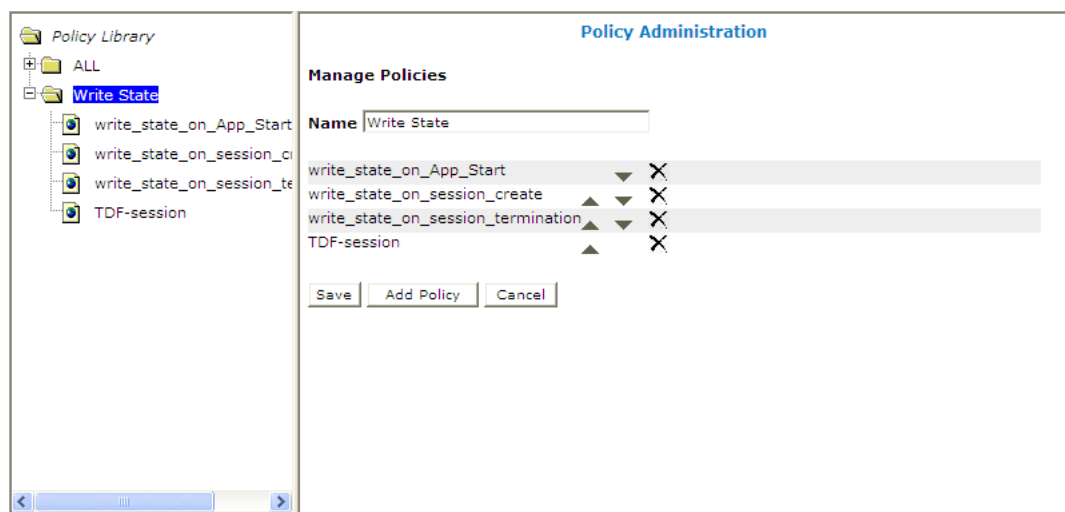 Policy Library
ALL
Write State
write_state_on_App_Start
write_state_on_session_c
write_state_on_session_te
TDF-session
Policy Administration
Manage Policies
Name Write State
write_state_on_App_Start
write_state_on_session_create
write_state_on_session_termination
TDF-session
Save Add Policy Cancel